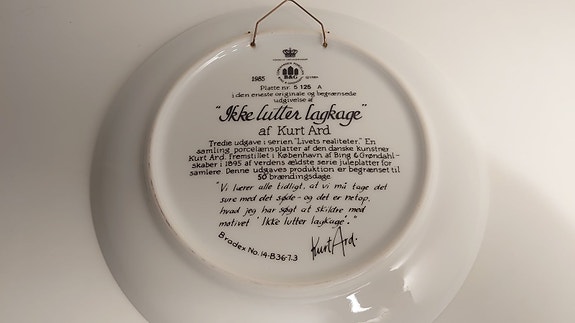 1985
B&G
Platte nr. 5 125 A
i den eneste originale og begrænsede
udgivelse af
"Ikke lutter lagkage"
af Kurt Ard
Tredie udgave i serien "Livets realiteter." En
samling porcelænsplatter af den danske kunstner
Kurt Ard, fremstillet i København af Bing & Grøndahl-
skaber i 1895 af verdens ældste serie juleplatter for
samlere. Denne udgaves produktion er begrænset til
50 brændingsdage
"Vi lærer alle tidligt, at vi må tage det
sure med det søde - og det er netop,
hvad jeg har søgt at skildre med
motivet 'Ikke lutter lagkage'."
Kurt Ard.
Bradex No. 14-B36-7.3